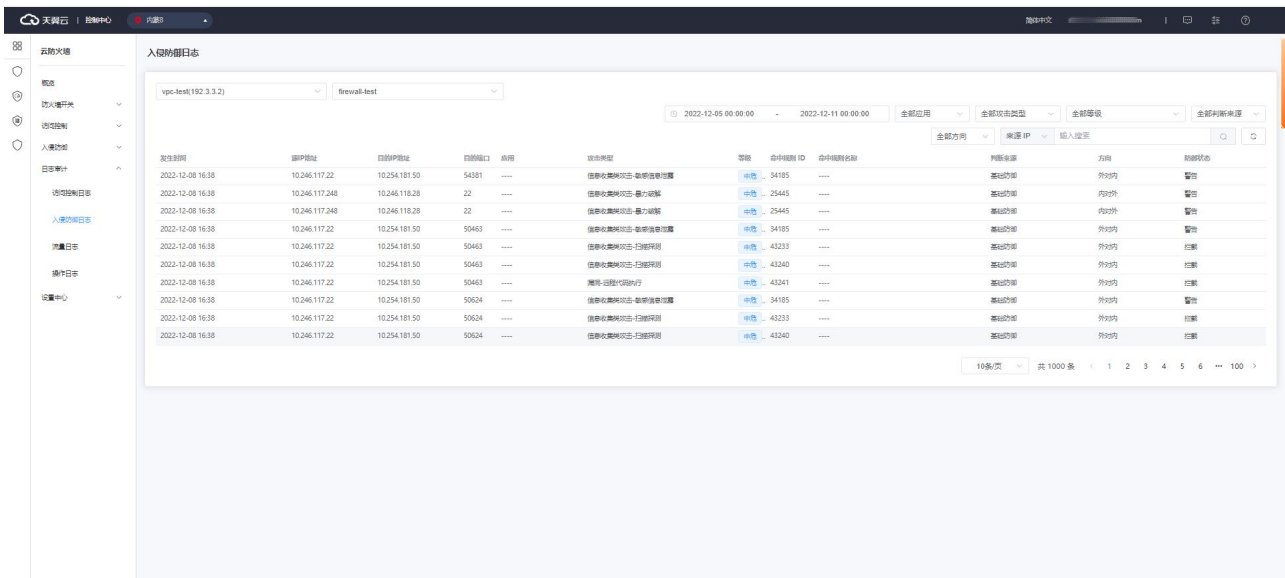 天翼云 | 控制中心 内蒙8 简体中文
云防火墙
概览
防火墙开关
访问控制
入侵防御
日志审计
访问控制日志
入侵防御日志
流量日志
操作日志
设置中心
入侵防御日志
vpc-test(192.3.3.2) firewall-test
2022-12-05 00:00:00 - 2022-12-11 00:00:00 全部应用 全部攻击类型 全部等级 全部判断来源
全部方向 来源 IP 输入搜索
发生时间 源IP地址 目的IP地址 目的端口 应用 攻击类型 等级 命中规则 ID 命中规则名称 判断来源 方向 防御状态
2022-12-08 16:38 10.246.117.22 10.254.181.50 54381 ---- 信息收集类攻击-敏感信息泄露 中危 .. 34185 ---- 基础防御 外对内 警告
2022-12-08 16:38 10.246.117.248 10.246.118.28 22 ---- 信息收集类攻击-暴力破解 中危 .. 25445 ---- 基础防御 内对外 警告
2022-12-08 16:38 10.246.117.248 10.246.118.28 22 ---- 信息收集类攻击-暴力破解 中危 .. 25445 ---- 基础防御 内对外 警告
2022-12-08 16:38 10.246.117.22 10.254.181.50 50463 ---- 信息收集类攻击-敏感信息泄露 中危 .. 34185 ---- 基础防御 外对内 警告
2022-12-08 16:38 10.246.117.22 10.254.181.50 50463 ---- 信息收集类攻击-扫描探测 中危 .. 43233 ---- 基础防御 外对内 拦截
2022-12-08 16:38 10.246.117.22 10.254.181.50 50463 ---- 信息收集类攻击-扫描探测 中危 .. 43240 ---- 基础防御 外对内 拦截
2022-12-08 16:38 10.246.117.22 10.254.181.50 50463 ---- 漏洞-远程代码执行 中危 .. 43241 ---- 基础防御 外对内 拦截
2022-12-08 16:38 10.246.117.22 10.254.181.50 50624 ---- 信息收集类攻击-敏感信息泄露 中危 .. 34185 ---- 基础防御 外对内 警告
2022-12-08 16:38 10.246.117.22 10.254.181.50 50624 ---- 信息收集类攻击-扫描探测 中危 .. 43233 ---- 基础防御 外对内 拦截
2022-12-08 16:38 10.246.117.22 10.254.181.50 50624 ---- 信息收集类攻击-扫描探测 中危 .. 43240 ---- 基础防御 外对内 拦截
10条/页 共 1000 条 1 2 3 4 5 6 ··· 100